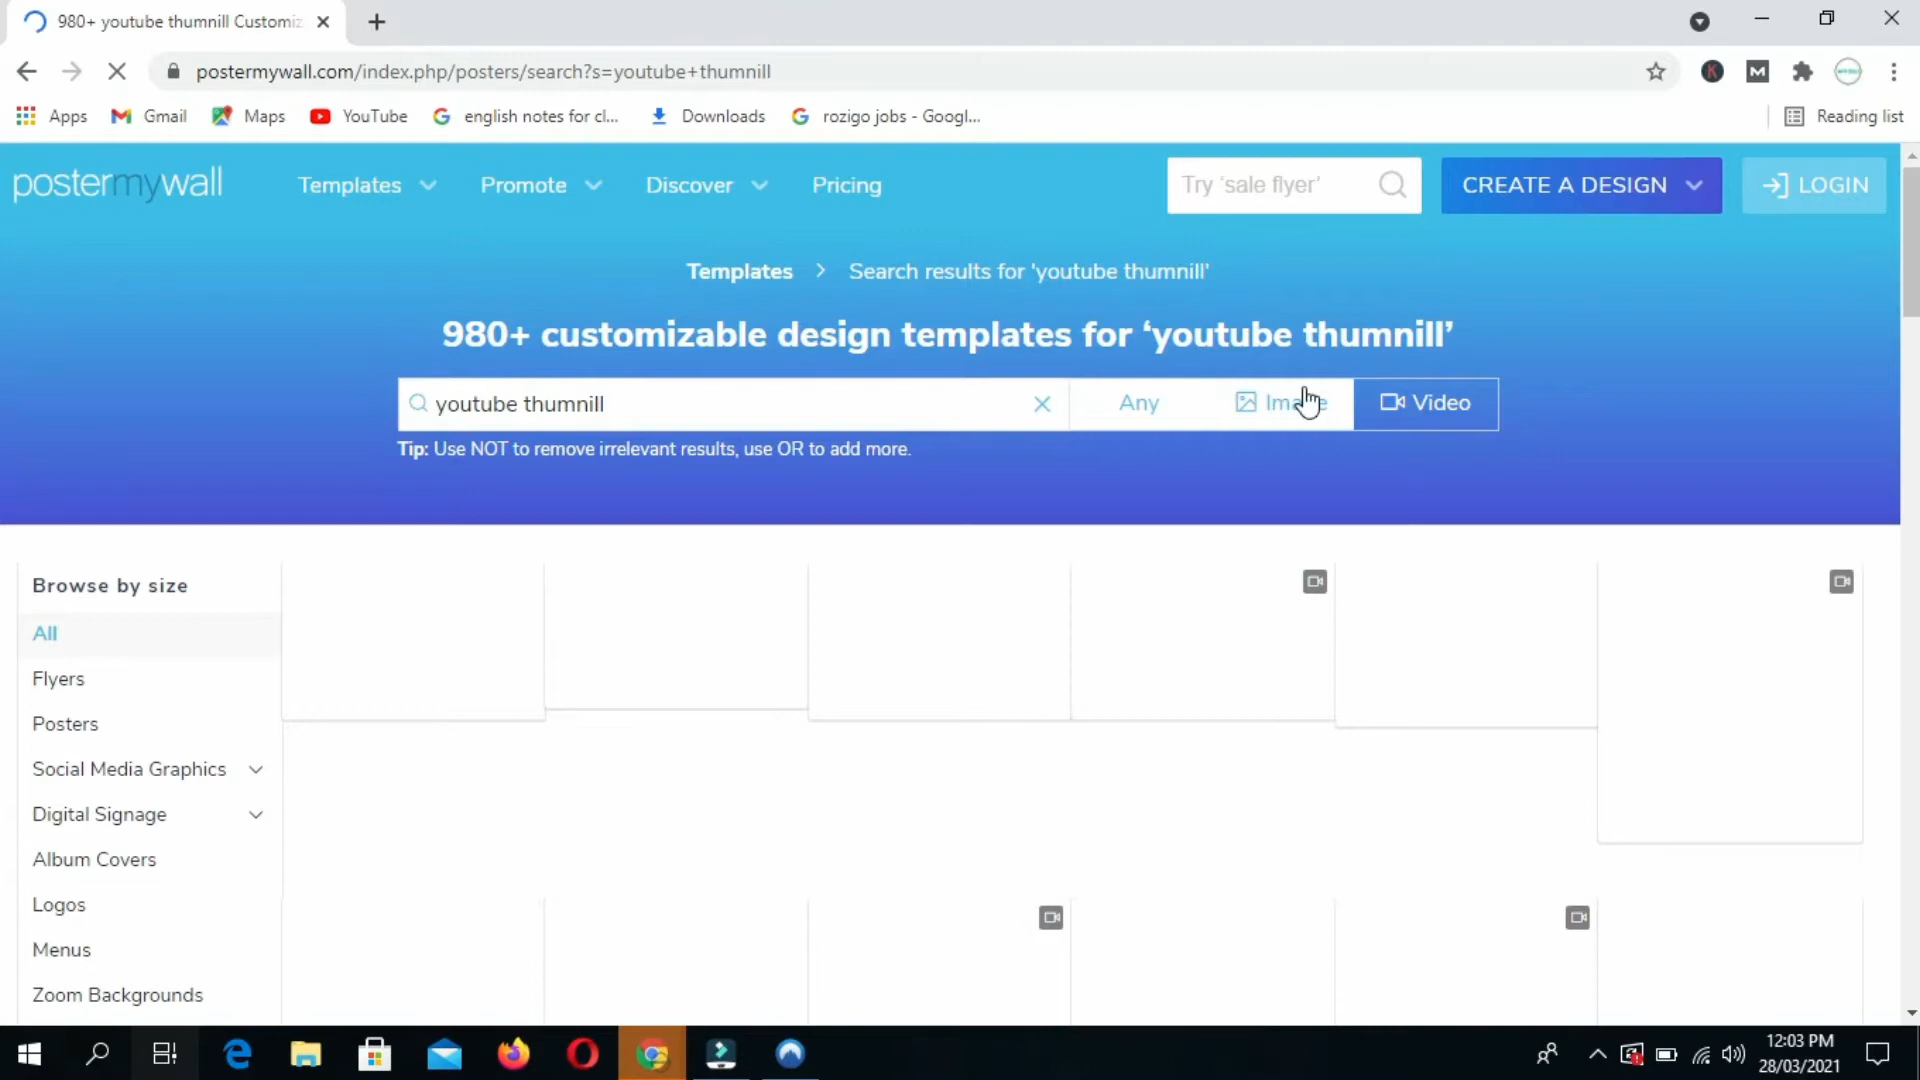 980+ youtube thumnill Customiz
postermywall.com/index.php/posters/search?s=youtube+thumnill
Apps
Gmail
Maps
YouTube
english notes for cl...
Downloads
rozigo jobs - Googl...
Reading list
postermywall
Templates
Promote
Discover
Pricing
Try 'sale flyer'
CREATE A DESIGN
LOGIN
Templates > Search results for 'youtube thumnill'
980+ customizable design templates for ‘youtube thumnill’
youtube thumnill
Any
Image
Video
Tip: Use NOT to remove irrelevant results, use OR to add more.
Browse by size
All
Flyers
Posters
Social Media Graphics
Digital Signage
Album Covers
Logos
Menus
Zoom Backgrounds
12:03 PM
28/03/2021